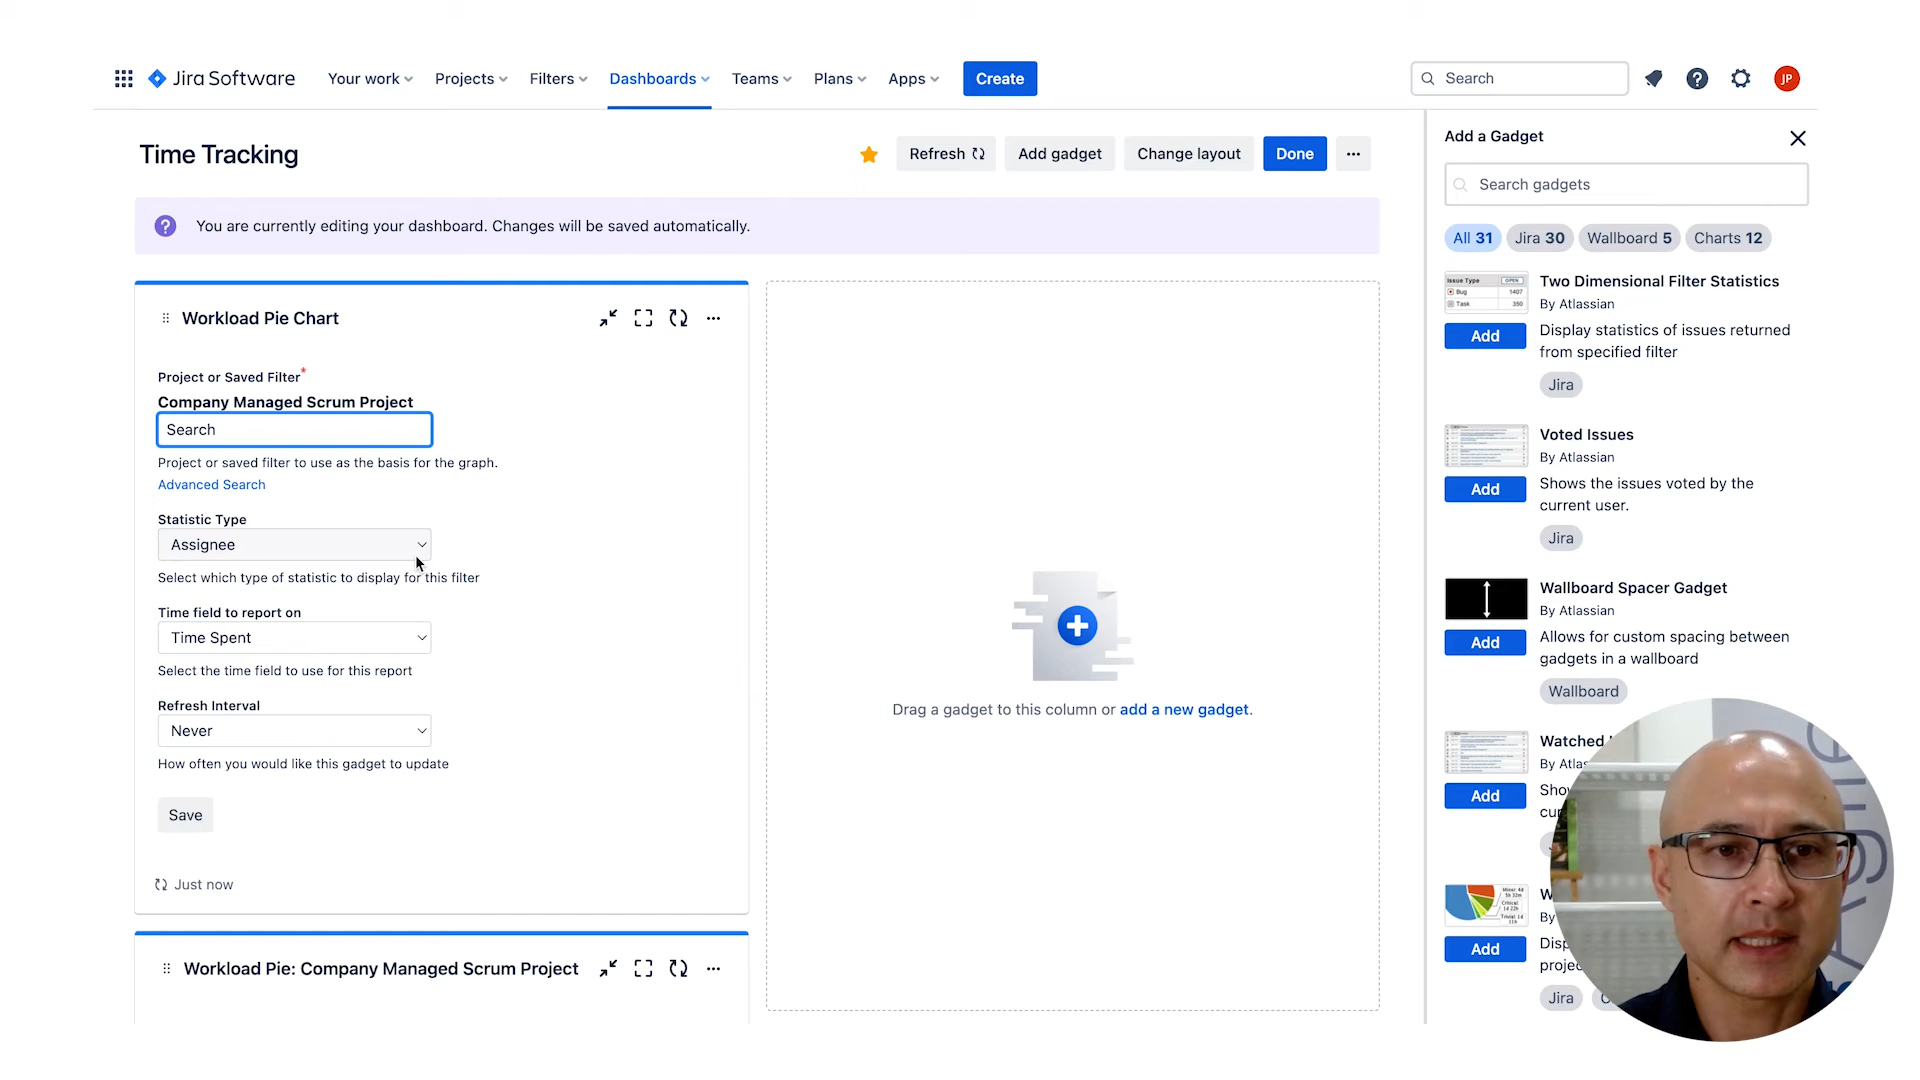 Jira Software
Your work
Projects
Filters
Dashboards
Teams
Plans
Apps
Create
Search
JP
Time Tracking
Refresh
Add gadget
Change layout
Done
You are currently editing your dashboard. Changes will be saved automatically.
Workload Pie Chart
Project or Saved Filter*
Company Managed Scrum Project
Search
Project or saved filter to use as the basis for the graph.
Advanced Search
Statistic Type
Assignee
Select which type of statistic to display for this filter
Time field to report on
Time Spent
Select the time field to use for this report
Refresh Interval
Never
How often you would like this gadget to update
Save
Just now
Workload Pie: Company Managed Scrum Project
Drag a gadget to this column or add a new gadget.
Add a Gadget
Search gadgets
All 31
Jira 30
Wallboard 5
Charts 12
Issue Type OPEN
Bug 1407
Task 350
Two Dimensional Filter Statistics
By Atlassian
Add
Display statistics of issues returned
from specified filter
Jira
Voted Issues
By Atlassian
Add
Shows the issues voted by the
current user.
Jira
Wallboard Spacer Gadget
By Atlassian
Add
Allows for custom spacing between
gadgets in a wallboard
Wallboard
Watched
By Atlas
Add
Sho
cur
W
By
Add
Disp
projec
Jira